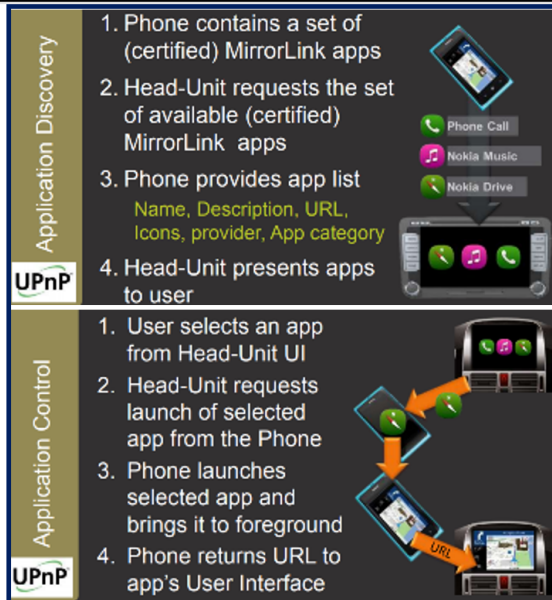 Application Discovery
UPnP
1. Phone contains a set of
(certified) MirrorLink apps
2. Head-Unit requests the set
of available (certified)
MirrorLink apps
3. Phone provides app list
Name, Description, URL,
Icons, provider, App category
4. Head-Unit presents apps
to user
Phone Call
Nokia Music
Nokia Drive
Application Control
UPnP
1. User selects an app
from Head-Unit UI
2. Head-Unit requests
launch of selected
app from the Phone
3. Phone launches
selected app and
brings it to foreground
4. Phone returns URL to
app's User Interface
URL